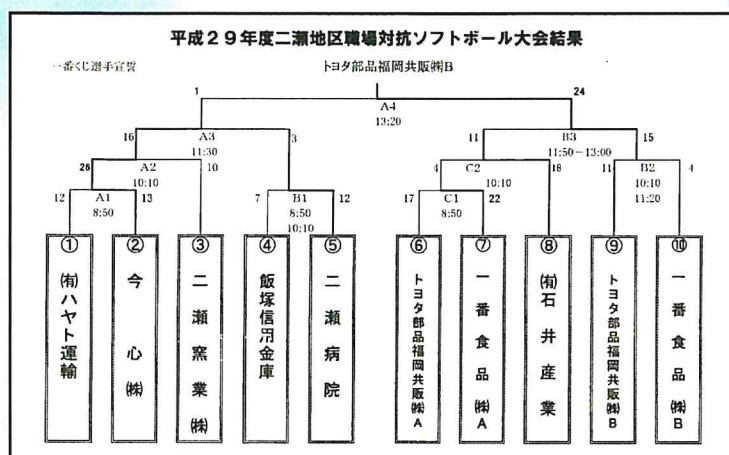 平成29年度二瀬地区職場対抗ソフトボール大会結果
一番くじ選手宣誓
トヨタ部品福岡共販㈱B
1
24
A4
13:20
16
A3
3
11
B3
15
11:30
11:50－13:00
26
A2
10
4
C2
18
11
B2
4
10:10
10:10
10:10
12
A1
13
7
B1
12
17
C1
22
11:20
8:50
8:50
8:50
10:10
①
㈲ハヤト運輸
②
今心㈱
③
二瀬窯業㈱
④
飯塚信用金庫
⑤
二瀬病院
⑥
トヨタ部品福岡共販㈱A
⑦
一番食品㈱A
⑧
㈲石井産業
⑨
トヨタ部品福岡共販㈱B
⑩
一番食品㈱B